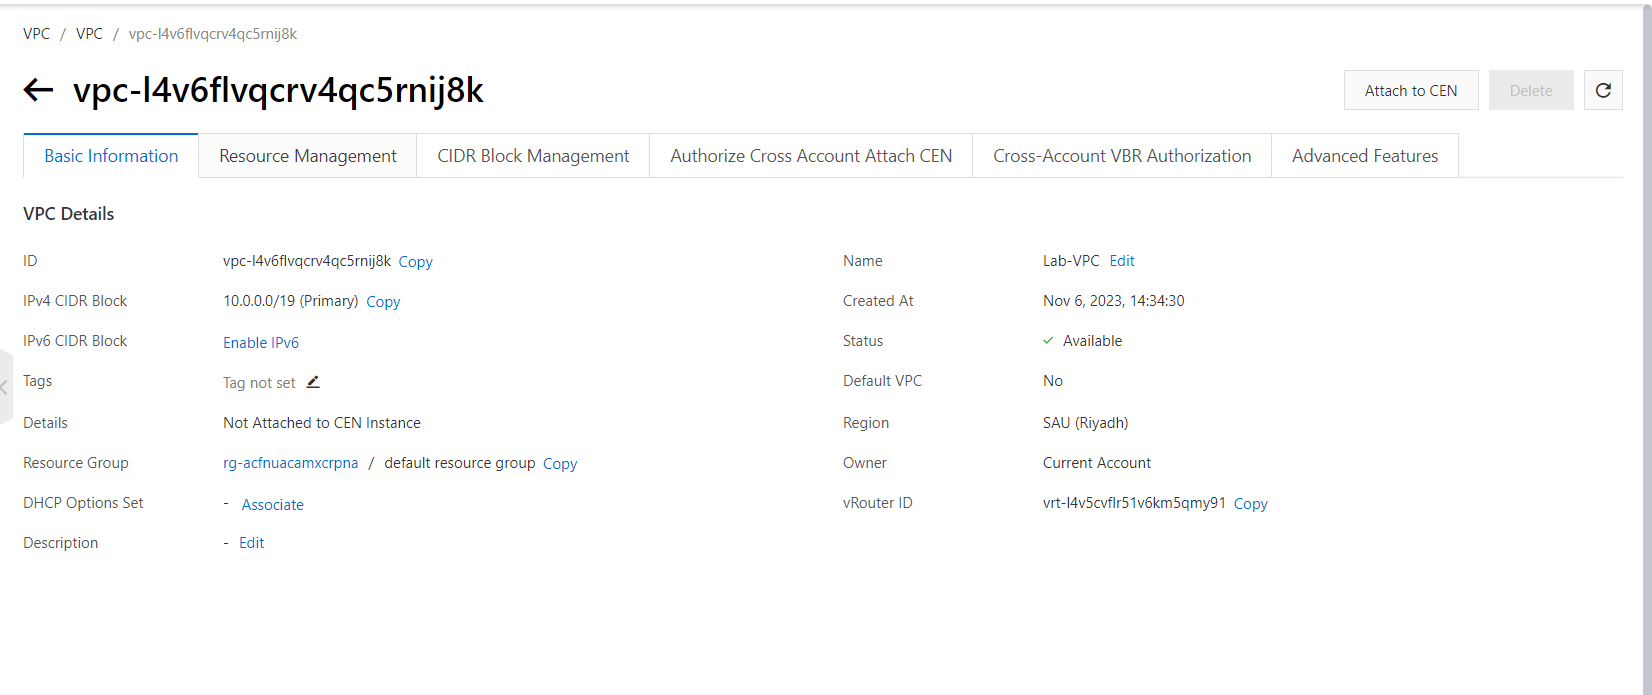 VPC / VPC / vpc-l4v6flvqcrv4qc5rnij8k
vpc-l4v6flvqcrv4qc5rnij8k
Attach to CEN
Delete
Basic Information
Resource Management
CIDR Block Management
Authorize Cross Account Attach CEN
Cross-Account VBR Authorization
Advanced Features
VPC Details
ID vpc-l4v6flvqcrv4qc5rnij8k Copy
Name Lab-VPC Edit
IPv4 CIDR Block 10.0.0.0/19 (Primary) Copy
Created At Nov 6, 2023, 14:34:30
IPv6 CIDR Block Enable IPv6
Status Available
Tags Tag not set
Default VPC No
Details Not Attached to CEN Instance
Region SAU (Riyadh)
Resource Group rg-acfnuacamxcrpna / default resource group Copy
Owner Current Account
DHCP Options Set - Associate
vRouter ID vrt-l4v5cvflr51v6km5qmy91 Copy
Description - Edit